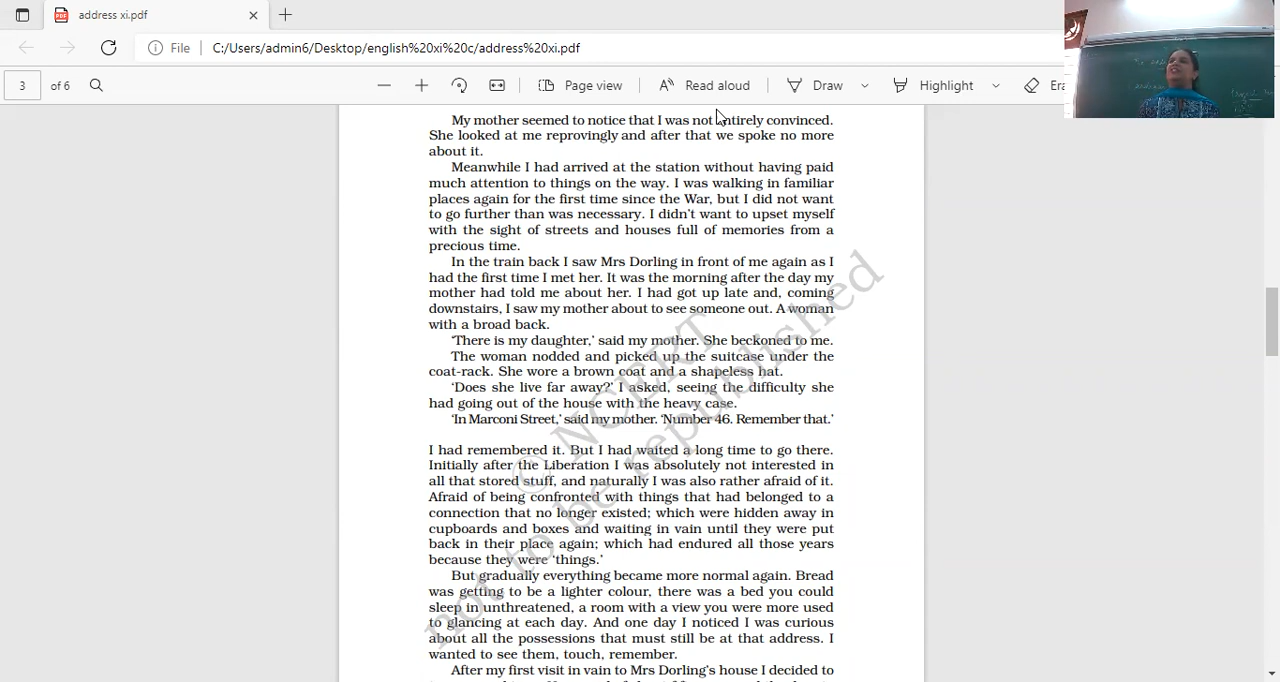 address xi.pdf
File
C:/Users/admin6/Desktop/english%20xi%20c/address%20xi.pdf
3 of 6
Page view
Read aloud
Draw
Highlight
My mother seemed to notice that I was not entirely convinced.
She looked at me reprovingly and after that we spoke no more
about it.
Meanwhile I had arrived at the station without having paid
much attention to things on the way. I was walking in familiar
places again for the first time since the War, but I did not want
to go further than was necessary. I didn't want to upset myself
with the sight of streets and houses full of memories from a
precious time.
In the train back I saw Mrs Dorling in front of me again as I
had the first time I met her. It was the morning after the day my
mother had told me about her. I had got up late and, coming
downstairs, I saw my mother about to see someone out. A woman
with a broad back.
‘There is my daughter,’ said my mother. She beckoned to me.
The woman nodded and picked up the suitcase under the
coat-rack. She wore a brown coat and a shapeless hat.
‘Does she live far away?’ I asked, seeing the difficulty she
had going out of the house with the heavy case.
‘In Marconi Street,’ said my mother. ‘Number 46. Remember that.’
I had remembered it. But I had waited a long time to go there.
Initially after the Liberation I was absolutely not interested in
all that stored stuff, and naturally I was also rather afraid of it.
Afraid of being confronted with things that had belonged to a
connection that no longer existed; which were hidden away in
cupboards and boxes and waiting in vain until they were put
back in their place again; which had endured all those years
because they were ‘things.’
But gradually everything became more normal again. Bread
was getting to be a lighter colour, there was a bed you could
sleep in unthreatened, a room with a view you were more used
to glancing at each day. And one day I noticed I was curious
about all the possessions that must still be at that address. I
wanted to see them, touch, remember.
After my first visit in vain to Mrs Dorling's house I decided to
© NCERT
not to be republished